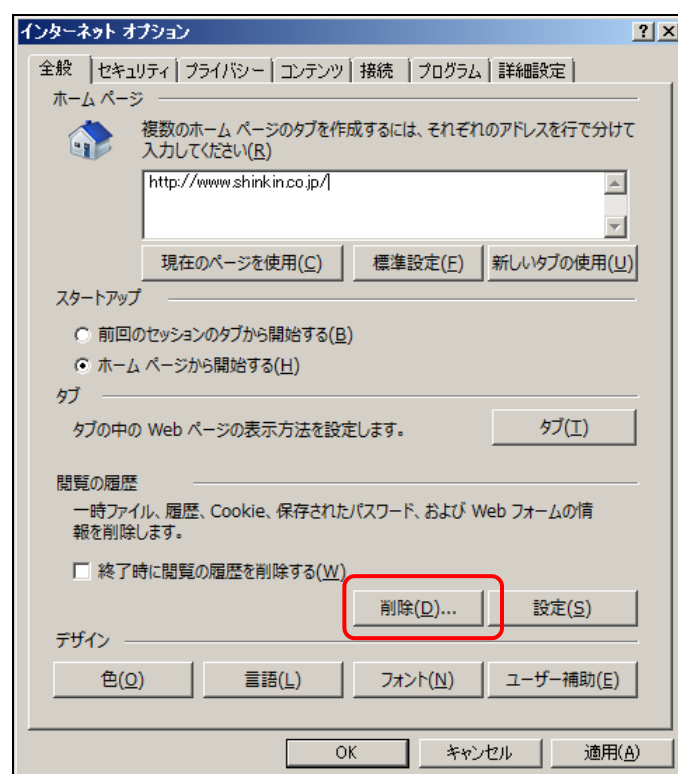 インターネット オプション
全般 セキュリティ プライバシー コンテンツ 接続 プログラム 詳細設定
ホーム ページ
複数のホーム ページのタブを作成するには、それぞれのアドレスを行で分けて
入力してください(R)
http://www.shinkin.co.jp/
現在のページを使用(C) 標準設定(F) 新しいタブの使用(U)
スタートアップ
前回のセッションのタブから開始する(B)
ホーム ページから開始する(H)
タブ
タブの中の Web ページの表示方法を設定します。 タブ(T)
閲覧の履歴
一時ファイル、履歴、Cookie、保存されたパスワード、および Web フォームの情
報を削除します。
終了時に閲覧の履歴を削除する(W)
削除(D)... 設定(S)
デザイン
色(O) 言語(L) フォント(N) ユーザー補助(E)
OK キャンセル 適用(A)